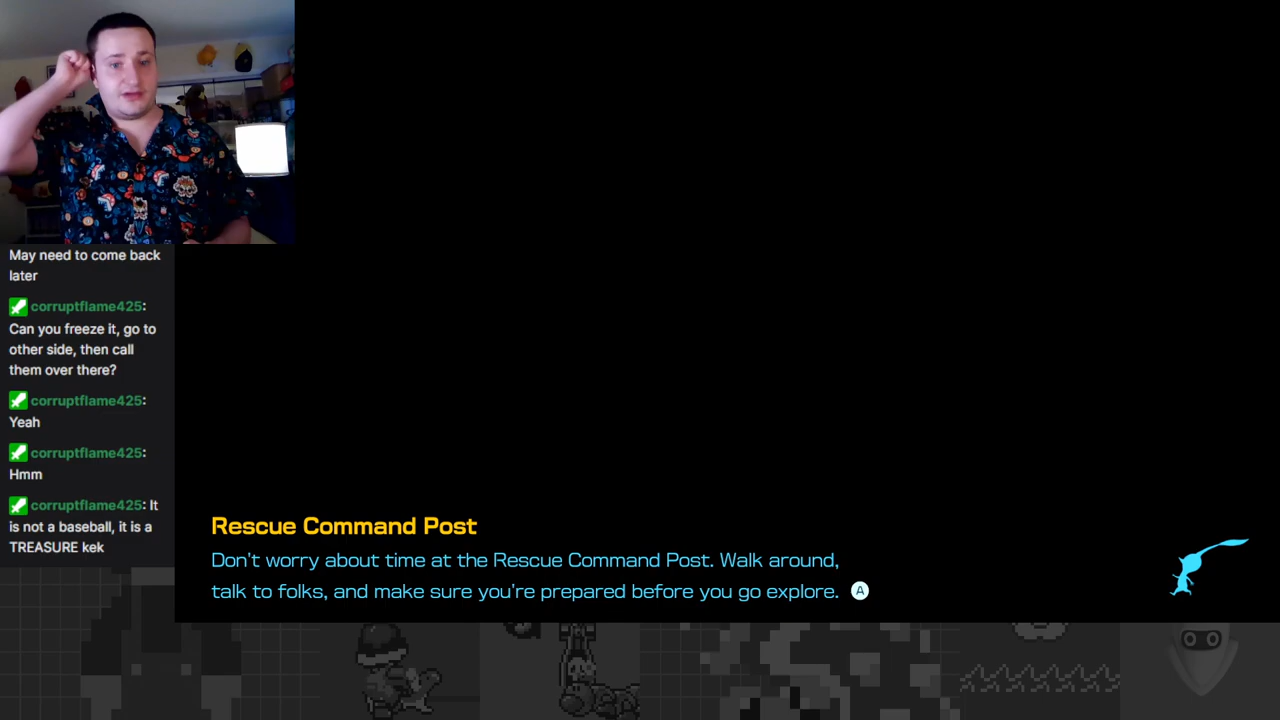 May need to come back
later
corruptflame425:
Can you freeze it, go to
other side, then call
them over there?
corruptflame425:
Yeah
corruptflame425:
Hmm
corruptflame425: It
is not a baseball, it is a
TREASURE kek
Rescue Command Post
Don't worry about time at the Rescue Command Post. Walk around,
talk to folks, and make sure you're prepared before you go explore. A